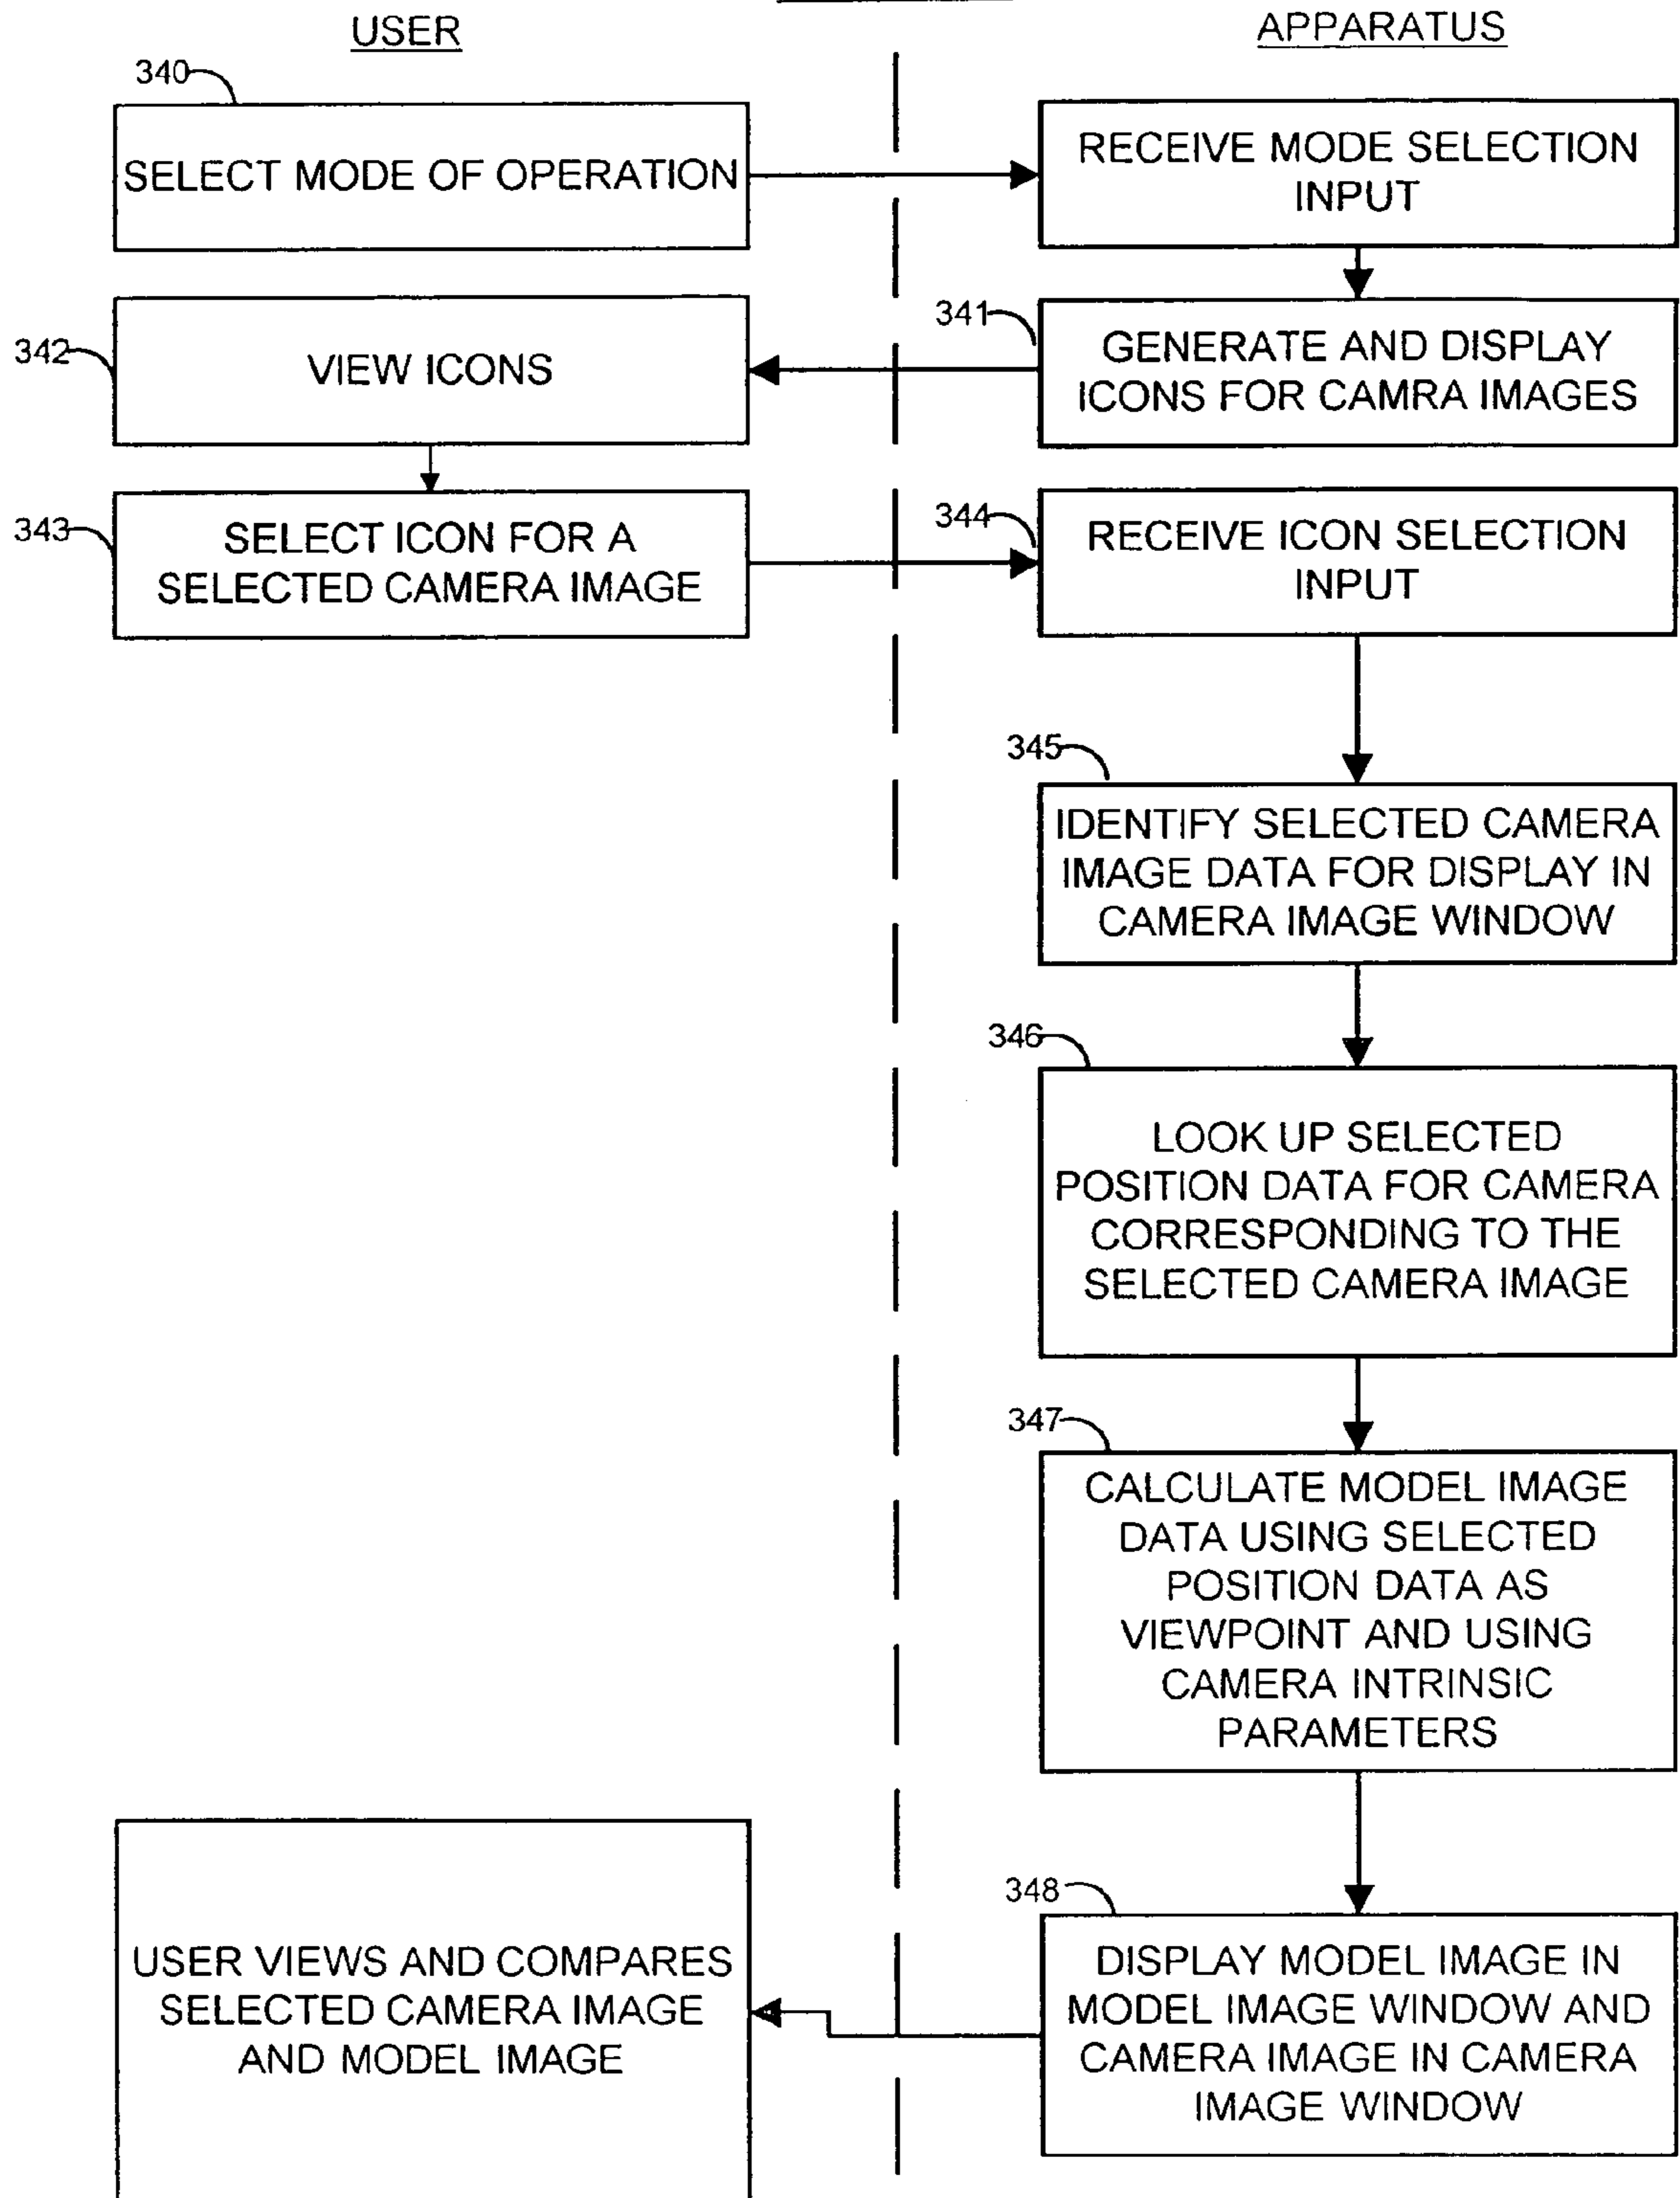 USER
APPARATUS
340
SELECT MODE OF OPERATION
RECEIVE MODE SELECTION
INPUT
341
GENERATE AND DISPLAY
ICONS FOR CAMRA IMAGES
342
VIEW ICONS
343
SELECT ICON FOR A
SELECTED CAMERA IMAGE
344
RECEIVE ICON SELECTION
INPUT
345
IDENTIFY SELECTED CAMERA
IMAGE DATA FOR DISPLAY IN
CAMERA IMAGE WINDOW
346
LOOK UP SELECTED
POSITION DATA FOR CAMERA
CORRESPONDING TO THE
SELECTED CAMERA IMAGE
347
CALCULATE MODEL IMAGE
DATA USING SELECTED
POSITION DATA AS
VIEWPOINT AND USING
CAMERA INTRINSIC
PARAMETERS
348
DISPLAY MODEL IMAGE IN
MODEL IMAGE WINDOW AND
CAMERA IMAGE IN CAMERA
IMAGE WINDOW
USER VIEWS AND COMPARES
SELECTED CAMERA IMAGE
AND MODEL IMAGE